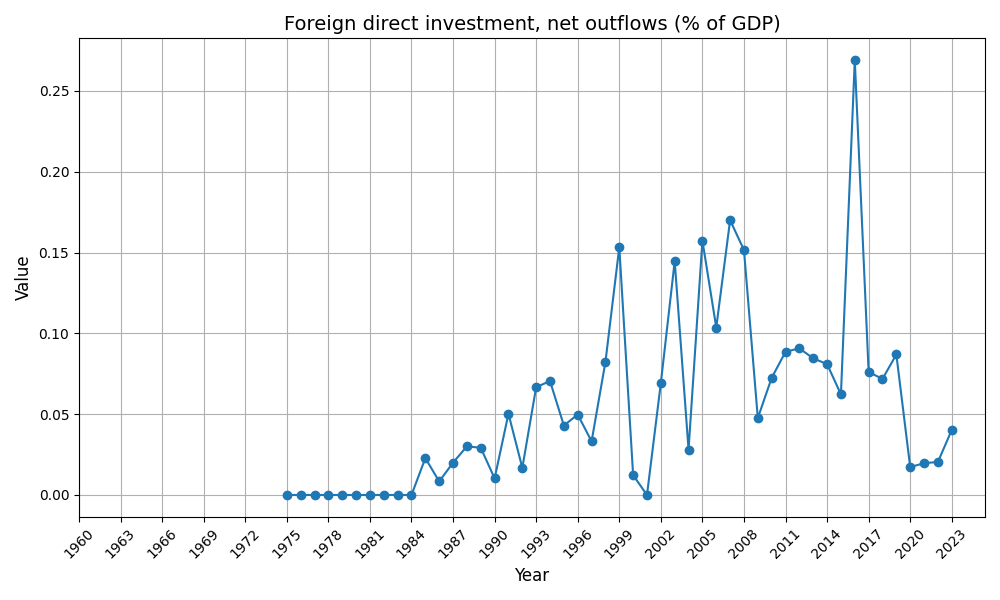 Foreign direct investment, net outflows (% of GDP)
Value
0.25
0.20
0.15
0.10
0.05
0.00
1960 1963 1966 1969 1972 1975 1978 1981 1984 1987 1990 1993 1996 1999 2002 2005 2008 2011 2014 2017 2020 2023
Year